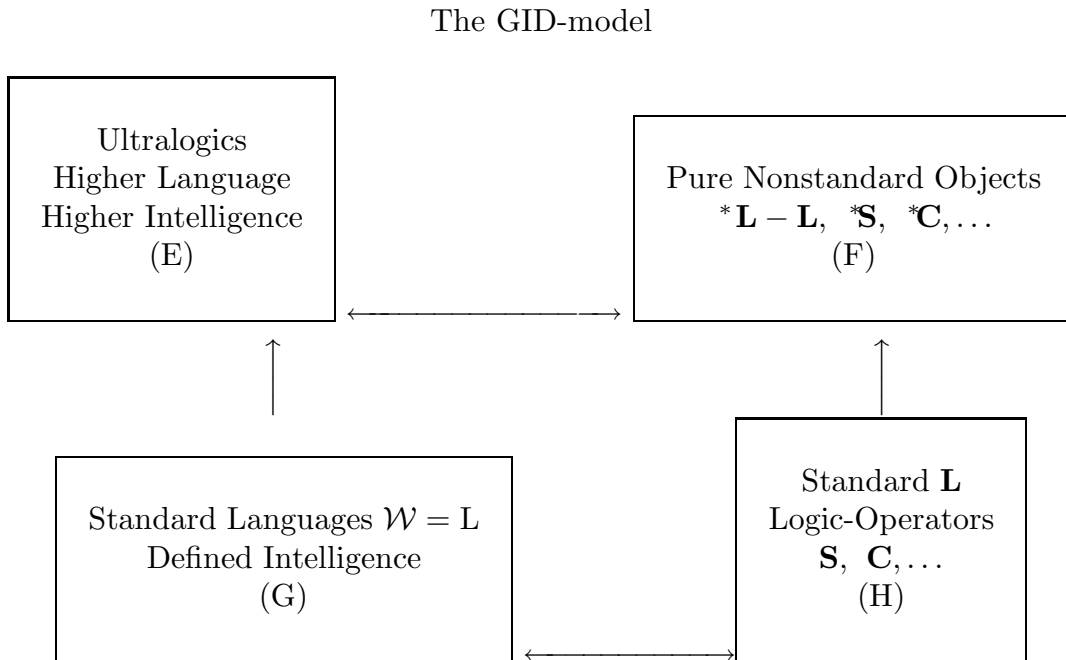 The GID-model
Ultralogics
Higher Language
Higher Intelligence
(E)
Pure Nonstandard Objects
*L − L, *S, *C,...
(F)
Standard Languages 𝒲 = L
Defined Intelligence
(G)
Standard L
Logic-Operators
S, C,...
(H)